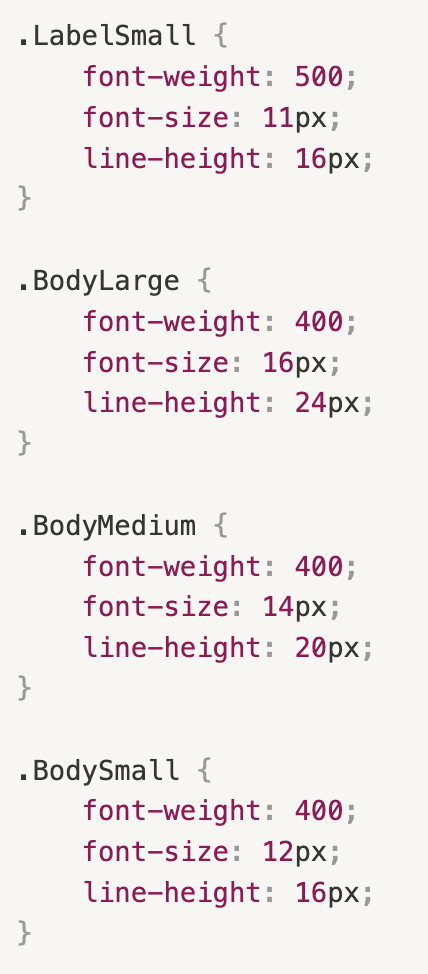 .LabelSmall {
    font-weight: 500;
    font-size: 11px;
    line-height: 16px;
}

.BodyLarge {
    font-weight: 400;
    font-size: 16px;
    line-height: 24px;
}

.BodyMedium {
    font-weight: 400;
    font-size: 14px;
    line-height: 20px;
}

.BodySmall {
    font-weight: 400;
    font-size: 12px;
    line-height: 16px;
}